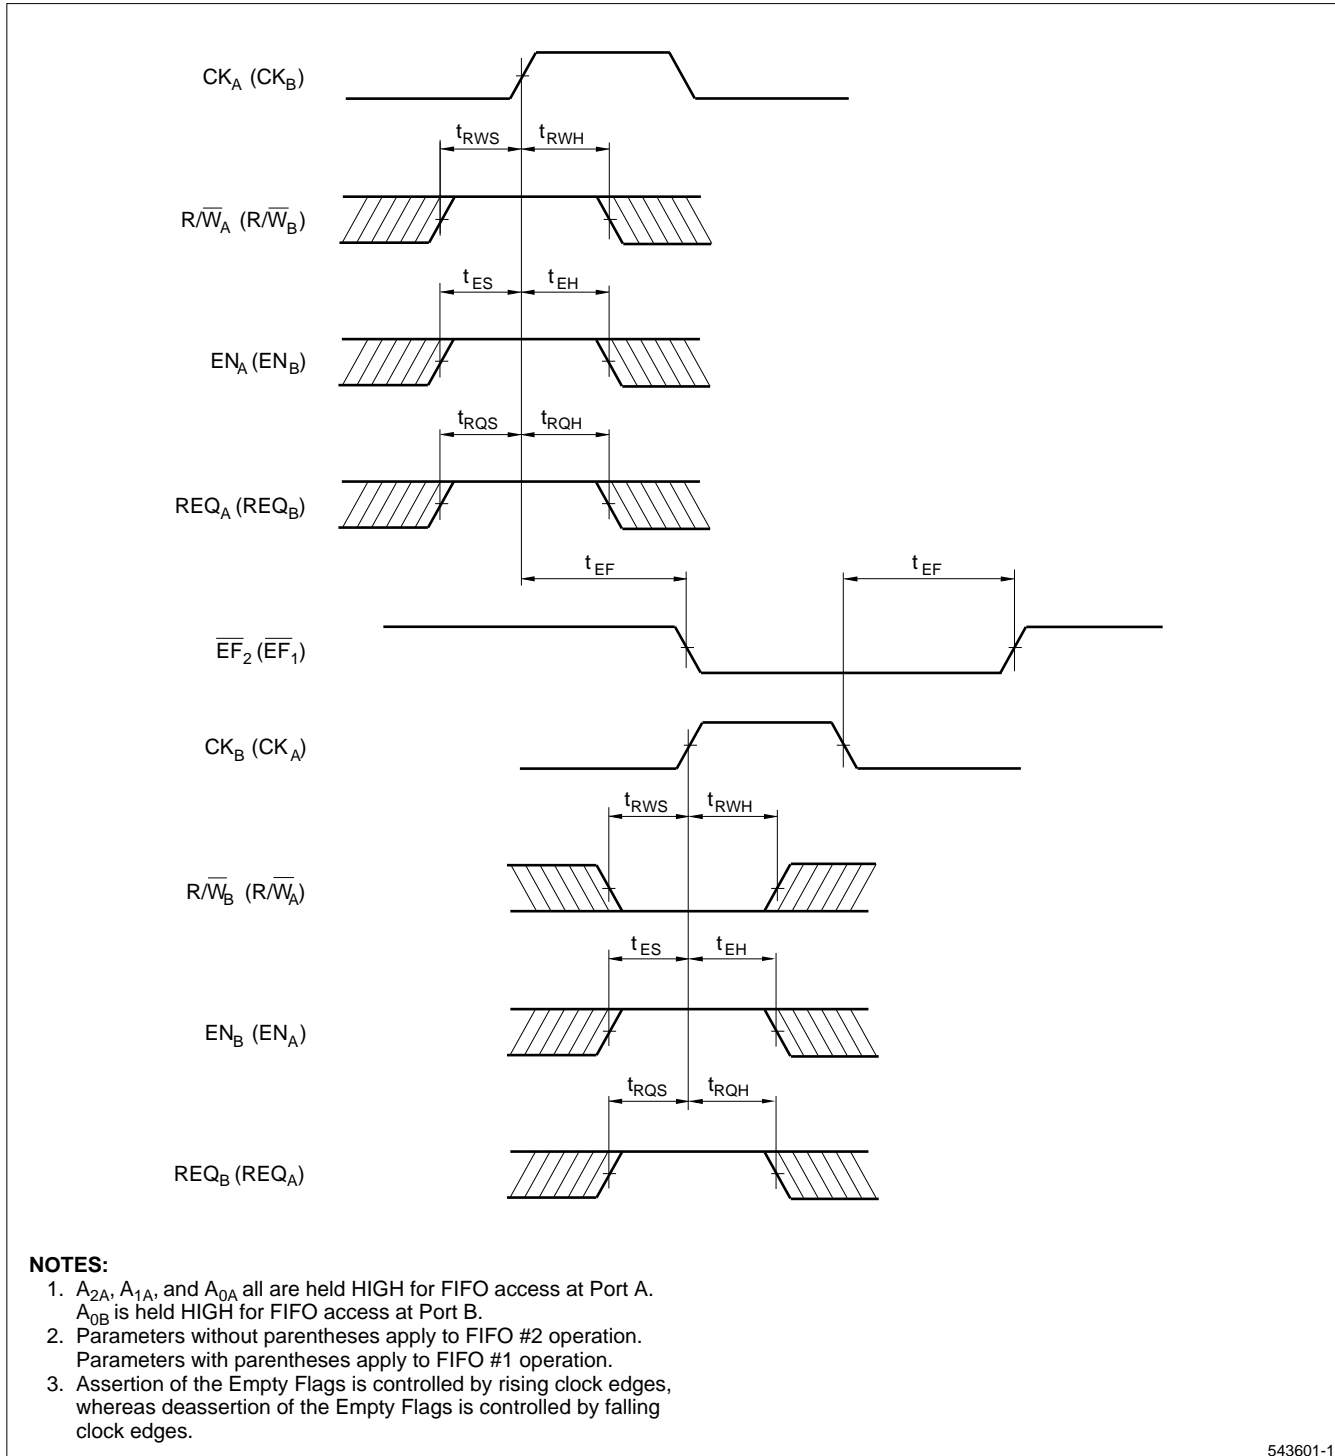 CK_A (CK_B)
t_RWS t_RWH
R/W̅_A (R/W̅_B)
t_ES t_EH
EN_A (EN_B)
t_RQS t_RQH
REQ_A (REQ_B)
t_EF t_EF
E̅F̅_2 (E̅F̅_1)
CK_B (CK_A)
t_RWS t_RWH
R/W̅_B (R/W̅_A)
t_ES t_EH
EN_B (EN_A)
t_RQS t_RQH
REQ_B (REQ_A)
NOTES:
1. A_2A, A_1A, and A_0A all are held HIGH for FIFO access at Port A.
A_0B is held HIGH for FIFO access at Port B.
2. Parameters without parentheses apply to FIFO #2 operation.
Parameters with parentheses apply to FIFO #1 operation.
3. Assertion of the Empty Flags is controlled by rising clock edges,
whereas deassertion of the Empty Flags is controlled by falling
clock edges.
543601-1